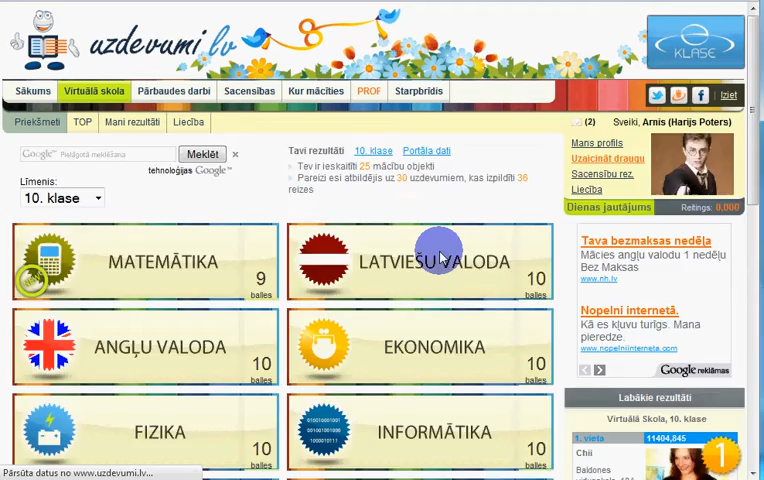 uzdevumi.lv
e
KLASE
Sākums Virtuālā skola Pārbaudes darbi Sacensības Kur mācīties PROF Starpbrīdis Iziet
Priekšmeti TOP Mani rezultāti Liecība
(2) Sveiki, Arnis (Harijs Poters)
Google™ Pielāgotā meklēšana Meklēt ×
tehnoloģijas Google™
Līmenis:
10. klase
Tavi rezultāti 10. klase Portāla dati
Tev ir ieskaitīti 25 mācību objekti
Pareizi esi atbildējis uz 30 uzdevumiem, kas izpildīti 36
reizes
Mans profils
Uzaicināt draugu
Sacensību rez.
Liecība
Dienas jautājums Reitings: 0.000
MATEMĀTIKA 9 balles
LATVIEŠU VALODA 10 balles
ANGĻU VALODA 10 balles
EKONOMIKA 10 balles
FIZIKA 10
INFORMĀTIKA 10
Tava bezmaksas nedēļa
Mācies angļu valodu 1 nedēļu
Bez Maksas
www.nh.lv
Nopelni internetā.
Kā es kļuvu turīgs. Mana
pieredze.
www.nopelniinterneta.com
Google reklāmas
Labākie rezultāti
Virtuālā Skola, 10. klase
1. vieta 11404,845
Chii
Baldones
1
Pārsūta datus no www.uzdevumi.lv...